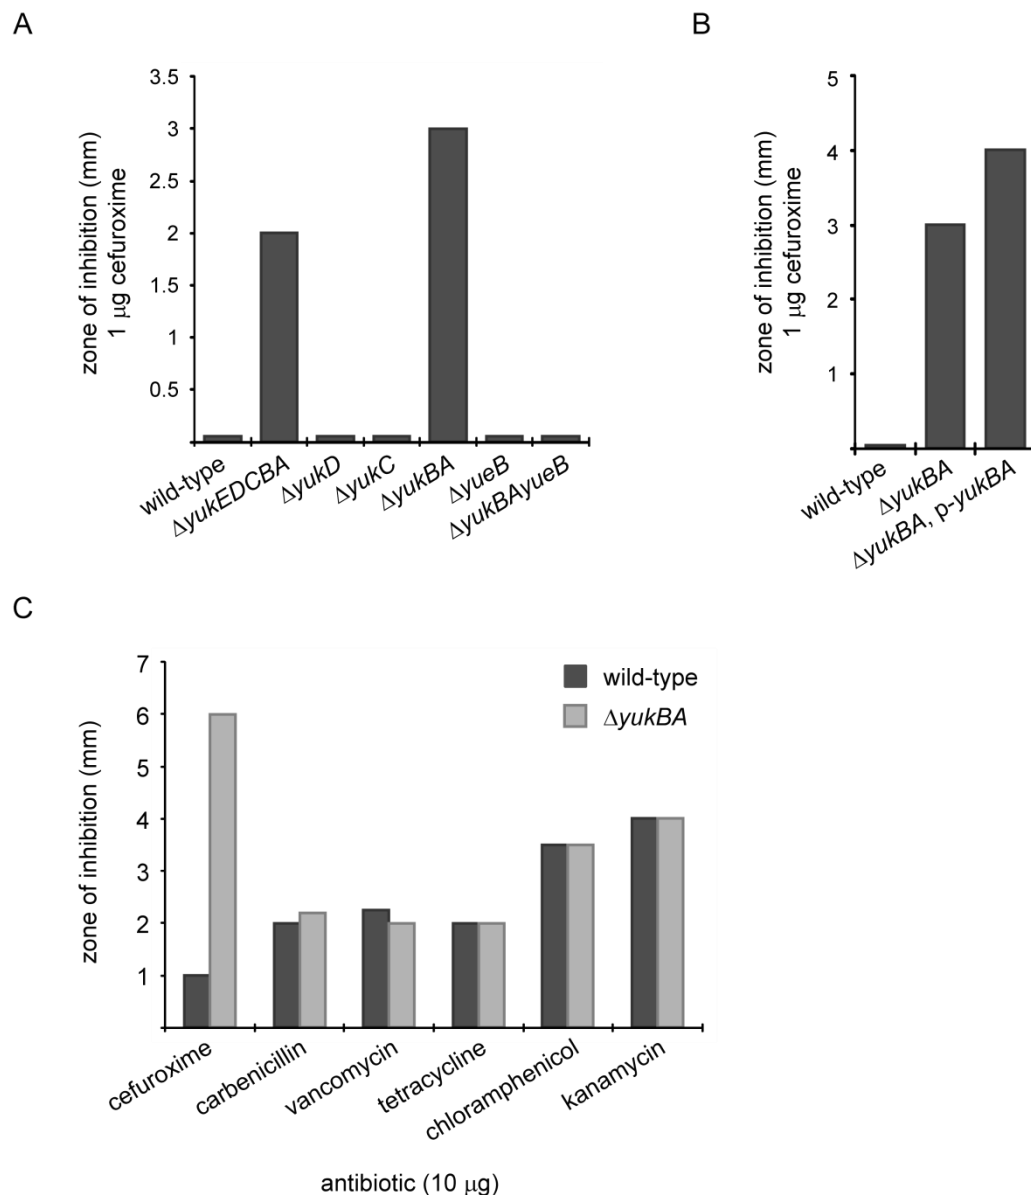 A
zone of inhibition (mm)
1 μg cefuroxime
3.5
3
2.5
2
1.5
1
0.5
wild-type
ΔyukEDCBA
ΔyukD
ΔyukC
ΔyukBA
ΔyueB
ΔyukBAyueB
B
zone of inhibition (mm)
1 μg cefuroxime
5
4
3
2
1
wild-type
ΔyukBA
ΔyukBA, p-yukBA
C
zone of inhibition (mm)
7
6
5
4
3
2
1
wild-type
ΔyukBA
cefuroxime
carbenicillin
vancomycin
tetracycline
chloramphenicol
kanamycin
antibiotic (10 μg)